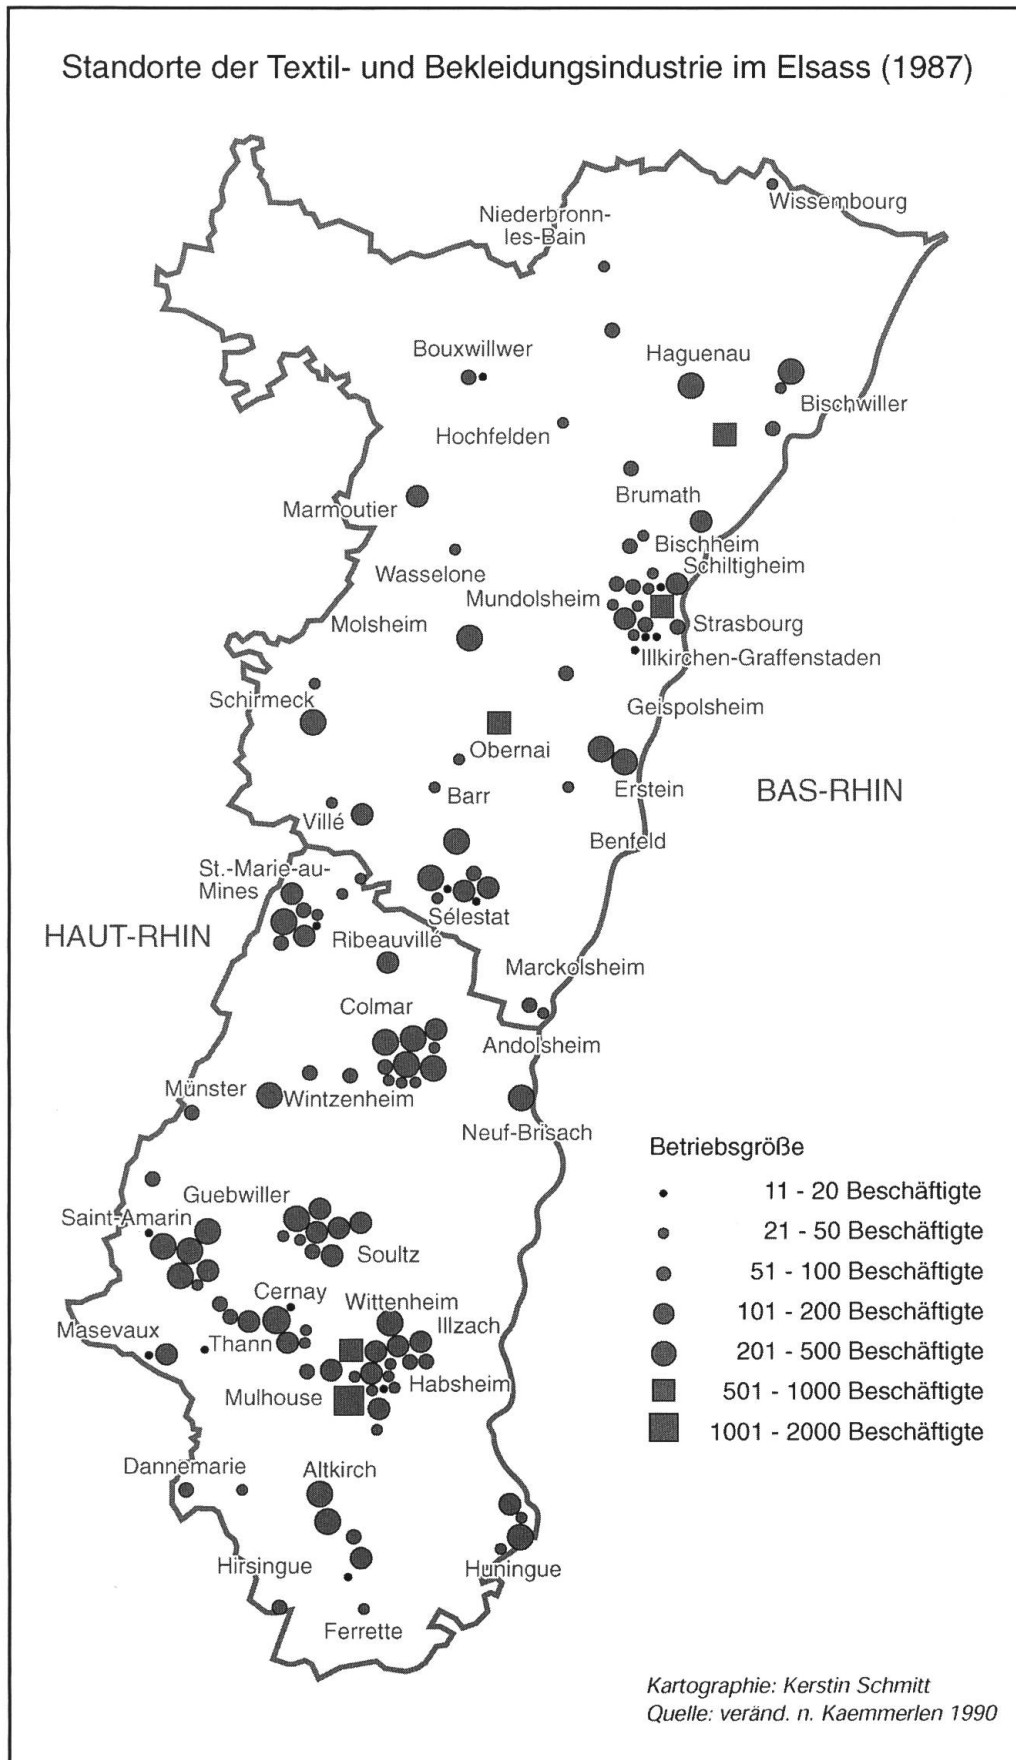 Standorte der Textil- und Bekleidungsindustrie im Elsass (1987)
Wissembourg
Niederbronn-
les-Bain
Bouxwillwer
Haguenau
Bischwiller
Hochfelden
Brumath
Marmoutier
Bischheim
Schiltigheim
Wasselone
Mundolsheim
Molsheim
Strasbourg
Illkirchen-Graffenstaden
Schirmeck
Geispolsheim
Obernai
Erstein
BAS-RHIN
Barr
Villé
Benfeld
St.-Marie-au-
Mines
Sélestat
HAUT-RHIN
Ribeauvillé
Marckolsheim
Colmar
Andolsheim
Münster
Wintzenheim
Neuf-Brisach
Guebwiller
Saint-Amarin
Soultz
Cernay
Wittenheim
Illzach
Masevaux
Thann
Habsheim
Mulhouse
Dannemarie
Altkirch
Hirsingue
Huningue
Ferrette
Betriebsgröße
11 - 20 Beschäftigte
21 - 50 Beschäftigte
51 - 100 Beschäftigte
101 - 200 Beschäftigte
201 - 500 Beschäftigte
501 - 1000 Beschäftigte
1001 - 2000 Beschäftigte
Kartographie: Kerstin Schmitt
Quelle: veränd. n. Kaemmerlen 1990